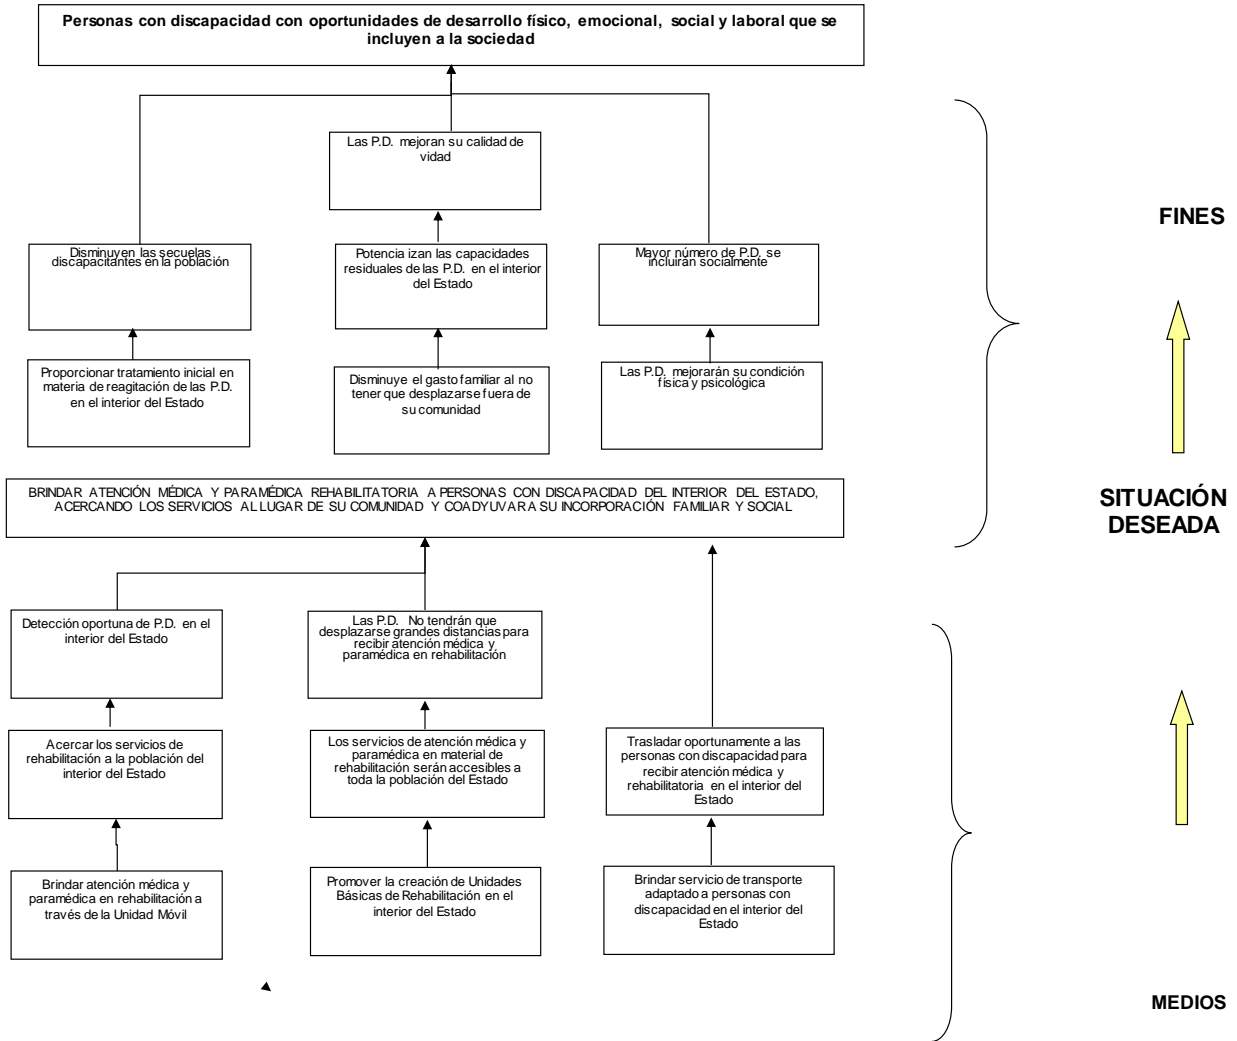 Personas con discapacidad con oportunidades de desarrollo físico, emocional, social y laboral que se
incluyen a la sociedad
Las P.D. mejoran su calidad de
vidad
FINES
Disminuyen las secuelas
discapacitantes en la población
Potencia izan las capacidades
residuales de las P.D. en el interior
del Estado
Mayor número de P.D. se
incluirán socialmente
Proporcionar tratamiento inicial en
materia de reagitación de las P.D.
en el interior del Estado
Disminuye el gasto familiar al no
tener que desplazarse fuera de
su comunidad
Las P.D. mejorarán su condición
física y psicológica
BRINDAR ATENCIÓN MÉDICA Y PARAMÉDICA REHABILITATORIA A PERSONAS CON DISCAPACIDAD DEL INTERIOR DEL ESTADO,
ACERCANDO LOS SERVICIOS AL LUGAR DE SU COMUNIDAD Y COADYUVAR A SU INCORPORACIÓN FAMILIAR Y SOCIAL
SITUACIÓN
DESEADA
Detección oportuna de P.D. en el
interior del Estado
Las P.D. No tendrán que
desplazarse grandes distancias para
recibir atención médica y
paramédica en rehabilitación
Acercar los servicios de
rehabilitación a la población del
interior del Estado
Los servicios de atención médica y
paramédica en material de
rehabilitación serán accesibles a
toda la población del Estado
Trasladar oportunamente a las
personas con discapacidad para
recibir atención médica y
rehabilitatoria en el interior del
Estado
Brindar atención médica y
paramédica en rehabilitación a
través de la Unidad Móvil
Promover la creación de Unidades
Básicas de Rehabilitación en el
interior del Estado
Brindar servicio de transporte
adaptado a personas con
discapacidad en el interior del
Estado
MEDIOS